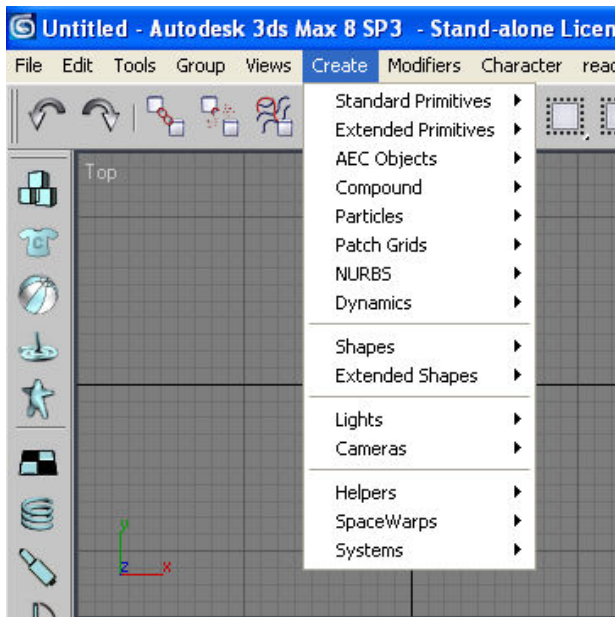 Untitled - Autodesk 3ds Max 8 SP3 - Stand-alone Licen
File Edit Tools Group Views Create Modifiers Character reac
Standard Primitives
Extended Primitives
Top
AEC Objects
Compound
Particles
Patch Grids
NURBS
Dynamics
Shapes
Extended Shapes
Lights
Cameras
Helpers
SpaceWarps
Systems
y
z x
C